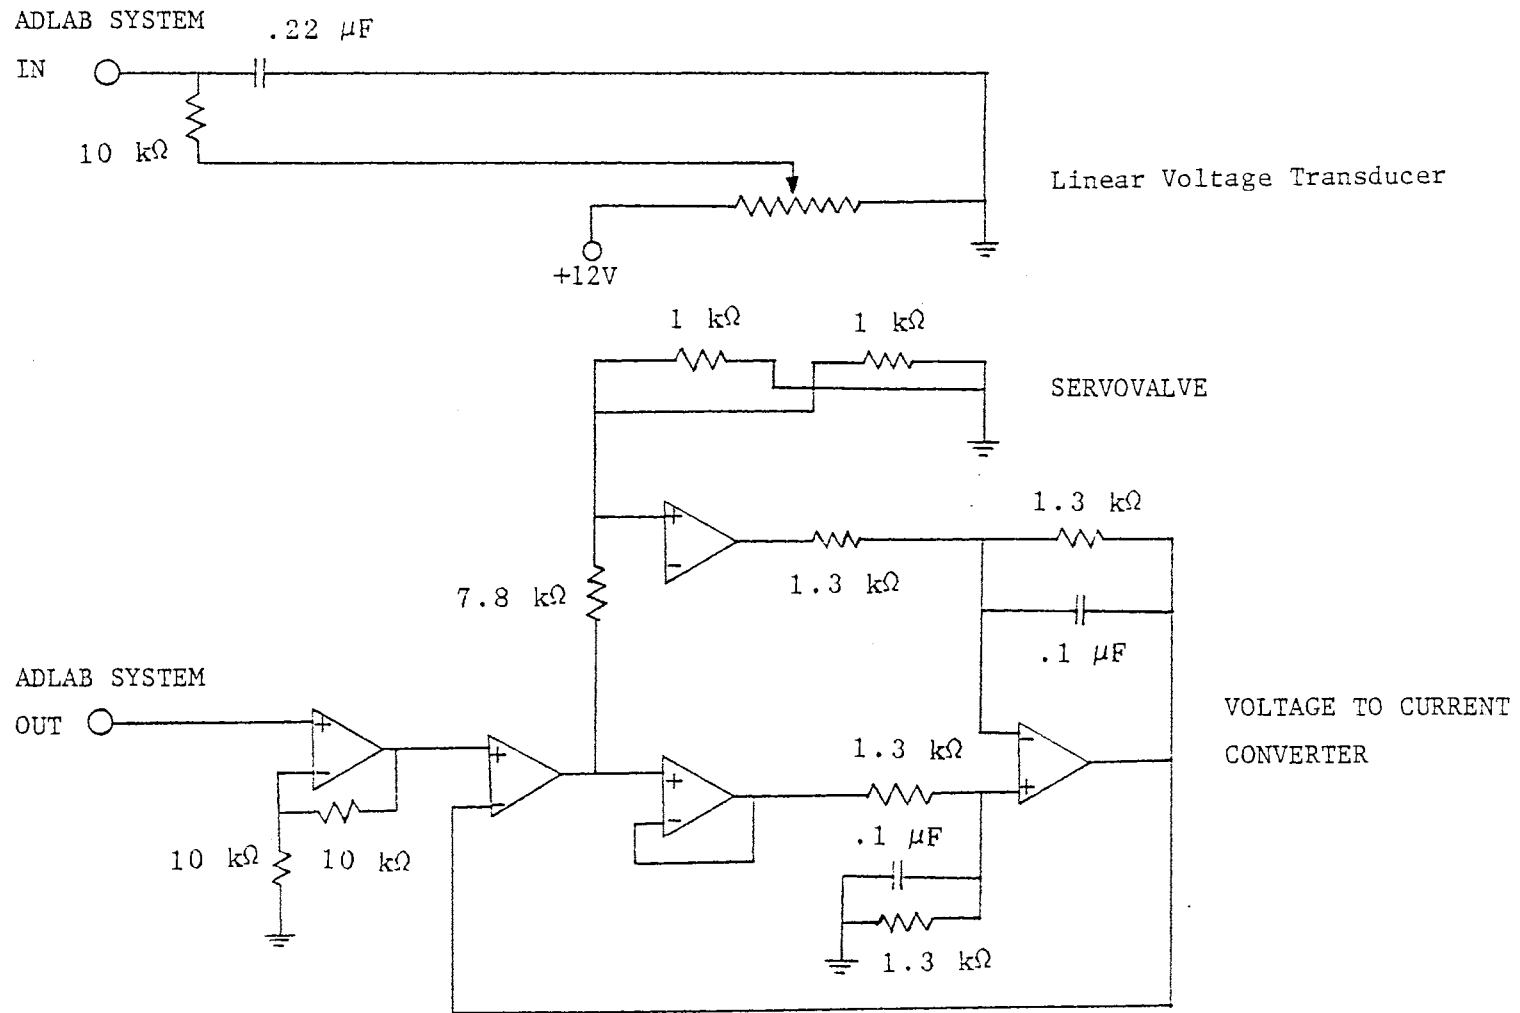 ADLAB SYSTEM
.22 µF
IN
10 kΩ
Linear Voltage Transducer
+12V
1 kΩ
1 kΩ
SERVOVALVE
1.3 kΩ
+
-
1.3 kΩ
7.8 kΩ
.1 µF
ADLAB SYSTEM
OUT
+
-
+
-
+
-
1.3 kΩ
-
+
VOLTAGE TO CURRENT
CONVERTER
.1 µF
10 kΩ
10 kΩ
1.3 kΩ